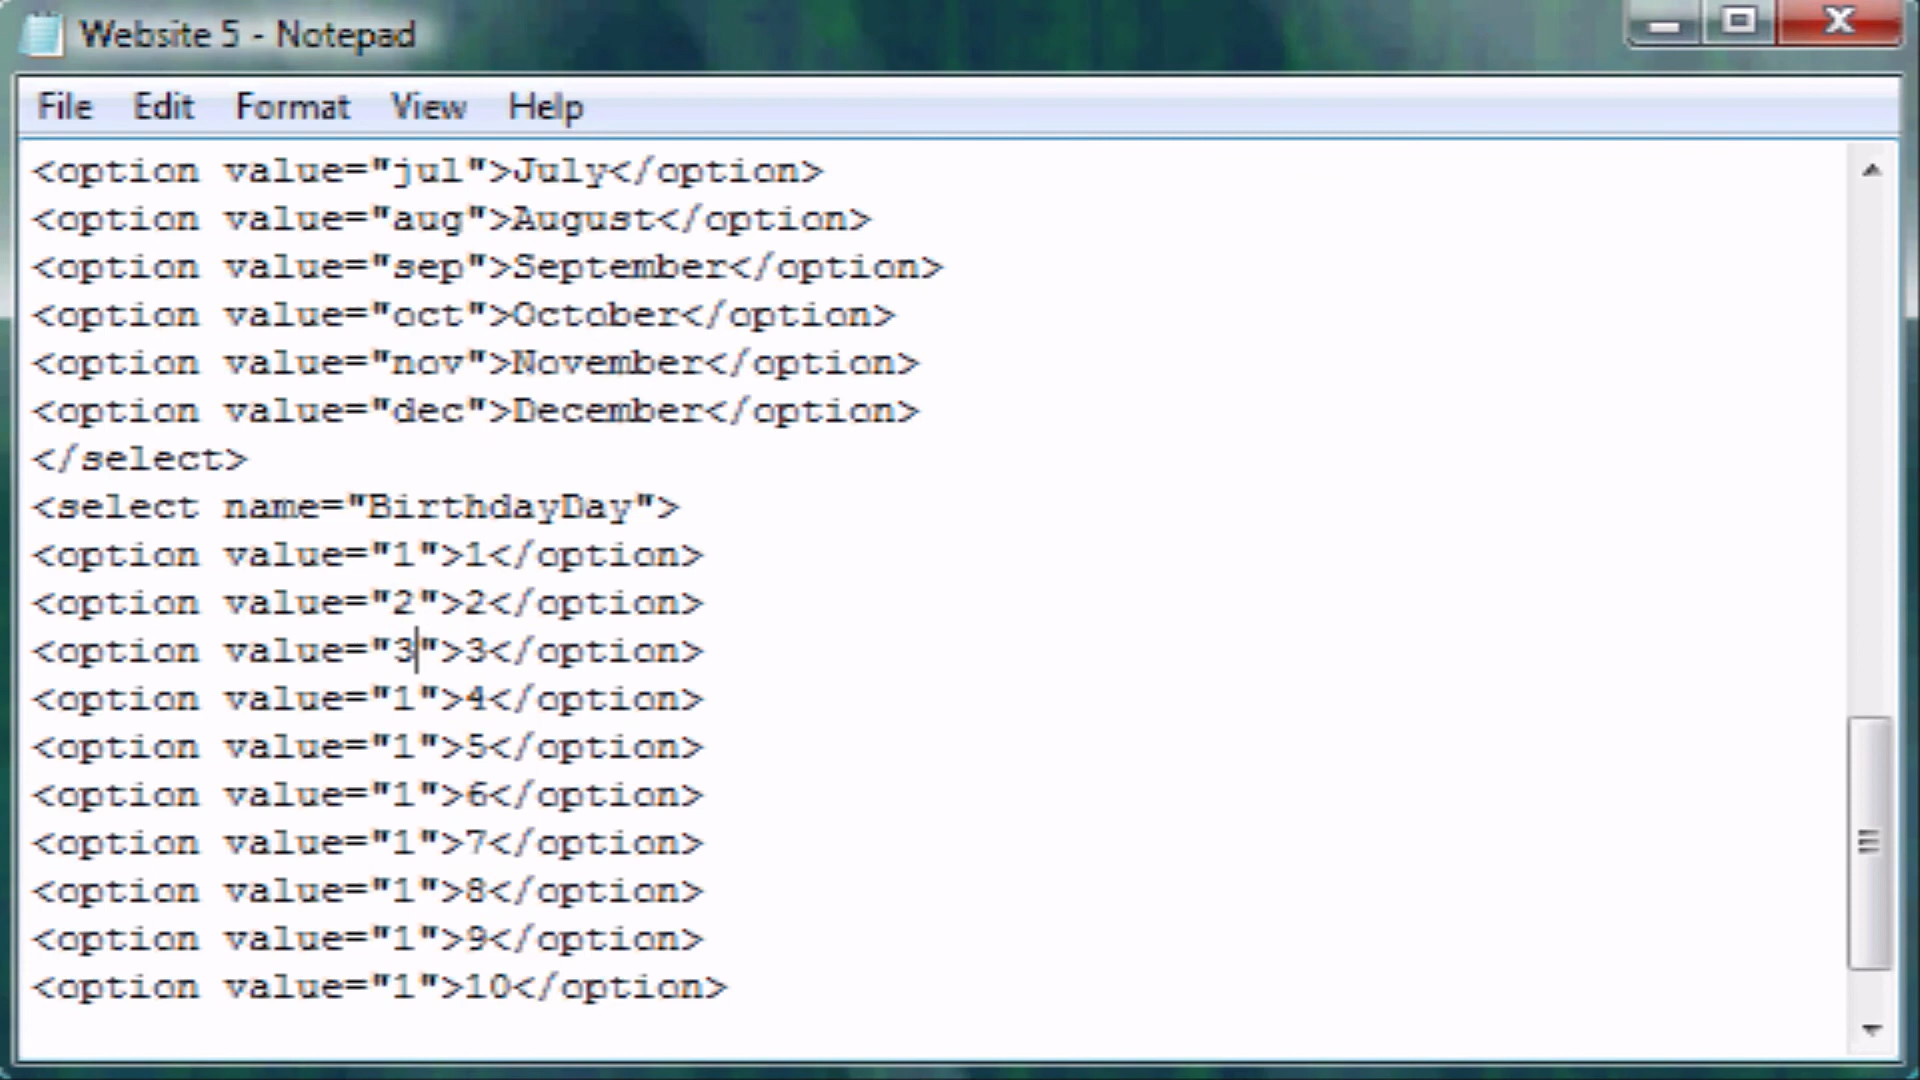 Website 5 - Notepad
File Edit Format View Help
<option value="jul">July</option>
<option value="aug">August</option>
<option value="sep">September</option>
<option value="oct">October</option>
<option value="nov">November</option>
<option value="dec">December</option>
</select>
<select name="BirthdayDay">
<option value="1">1</option>
<option value="2">2</option>
<option value="3">3</option>
<option value="1">4</option>
<option value="1">5</option>
<option value="1">6</option>
<option value="1">7</option>
<option value="1">8</option>
<option value="1">9</option>
<option value="1">10</option>